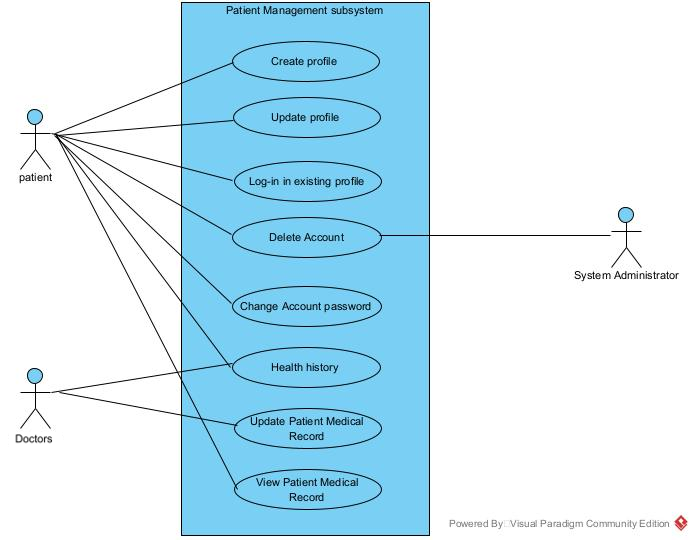 Patient Management subsystem
Create profile
Update profile
patient
Log-in in existing profile
Delete Account
System Administrator
Change Account password
Health history
Doctors
Update Patient Medical
Record
View Patient Medical
Record
Powered By Visual Paradigm Community Edition